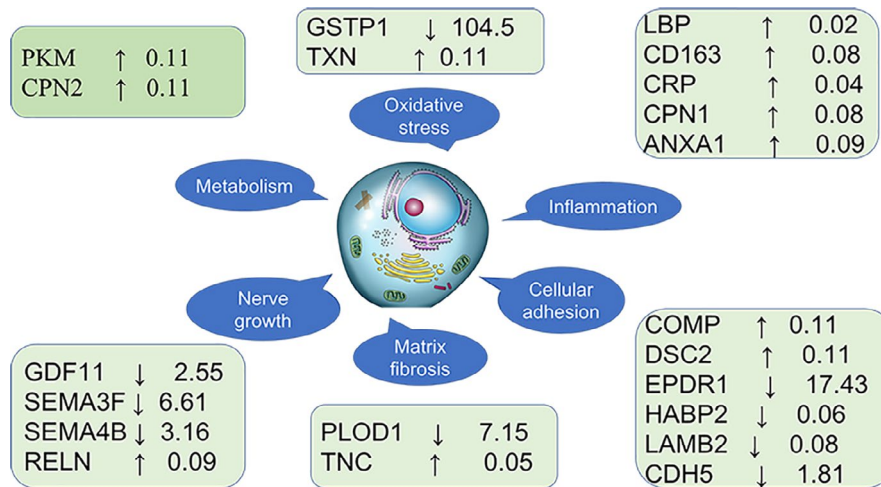 PKM ↑ 0.11
CPN2 ↑ 0.11
GSTP1 ↓ 104.5
TXN ↑ 0.11
LBP ↑ 0.02
CD163 ↑ 0.08
CRP ↑ 0.04
CPN1 ↑ 0.08
ANXA1 ↑ 0.09
Oxidative
stress
Metabolism
Inflammation
Nerve
growth
Cellular
adhesion
Matrix
fibrosis
GDF11 ↓ 2.55
SEMA3F ↓ 6.61
SEMA4B ↓ 3.16
RELN ↑ 0.09
PLOD1 ↓ 7.15
TNC ↑ 0.05
COMP ↑ 0.11
DSC2 ↑ 0.11
EPDR1 ↓ 17.43
HABP2 ↓ 0.06
LAMB2 ↓ 0.08
CDH5 ↓ 1.81